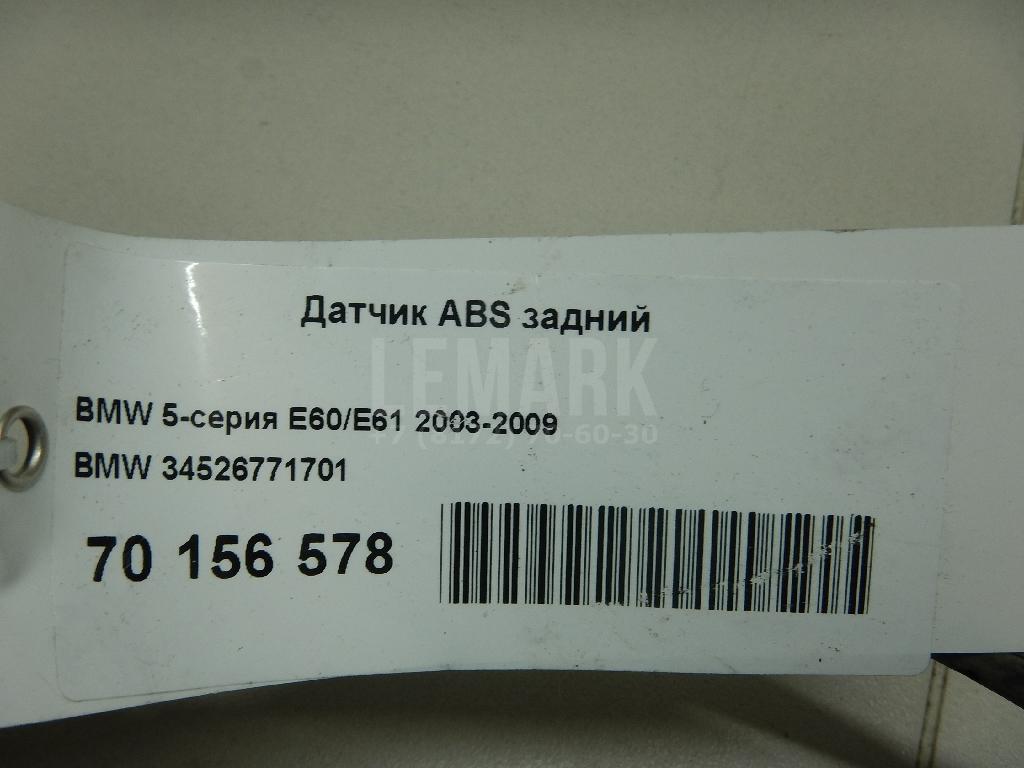 Датчик ABS задний
LEMARK
BMW 5-серия E60/E61 2003-2009
BMW 34526771701
70 156 578